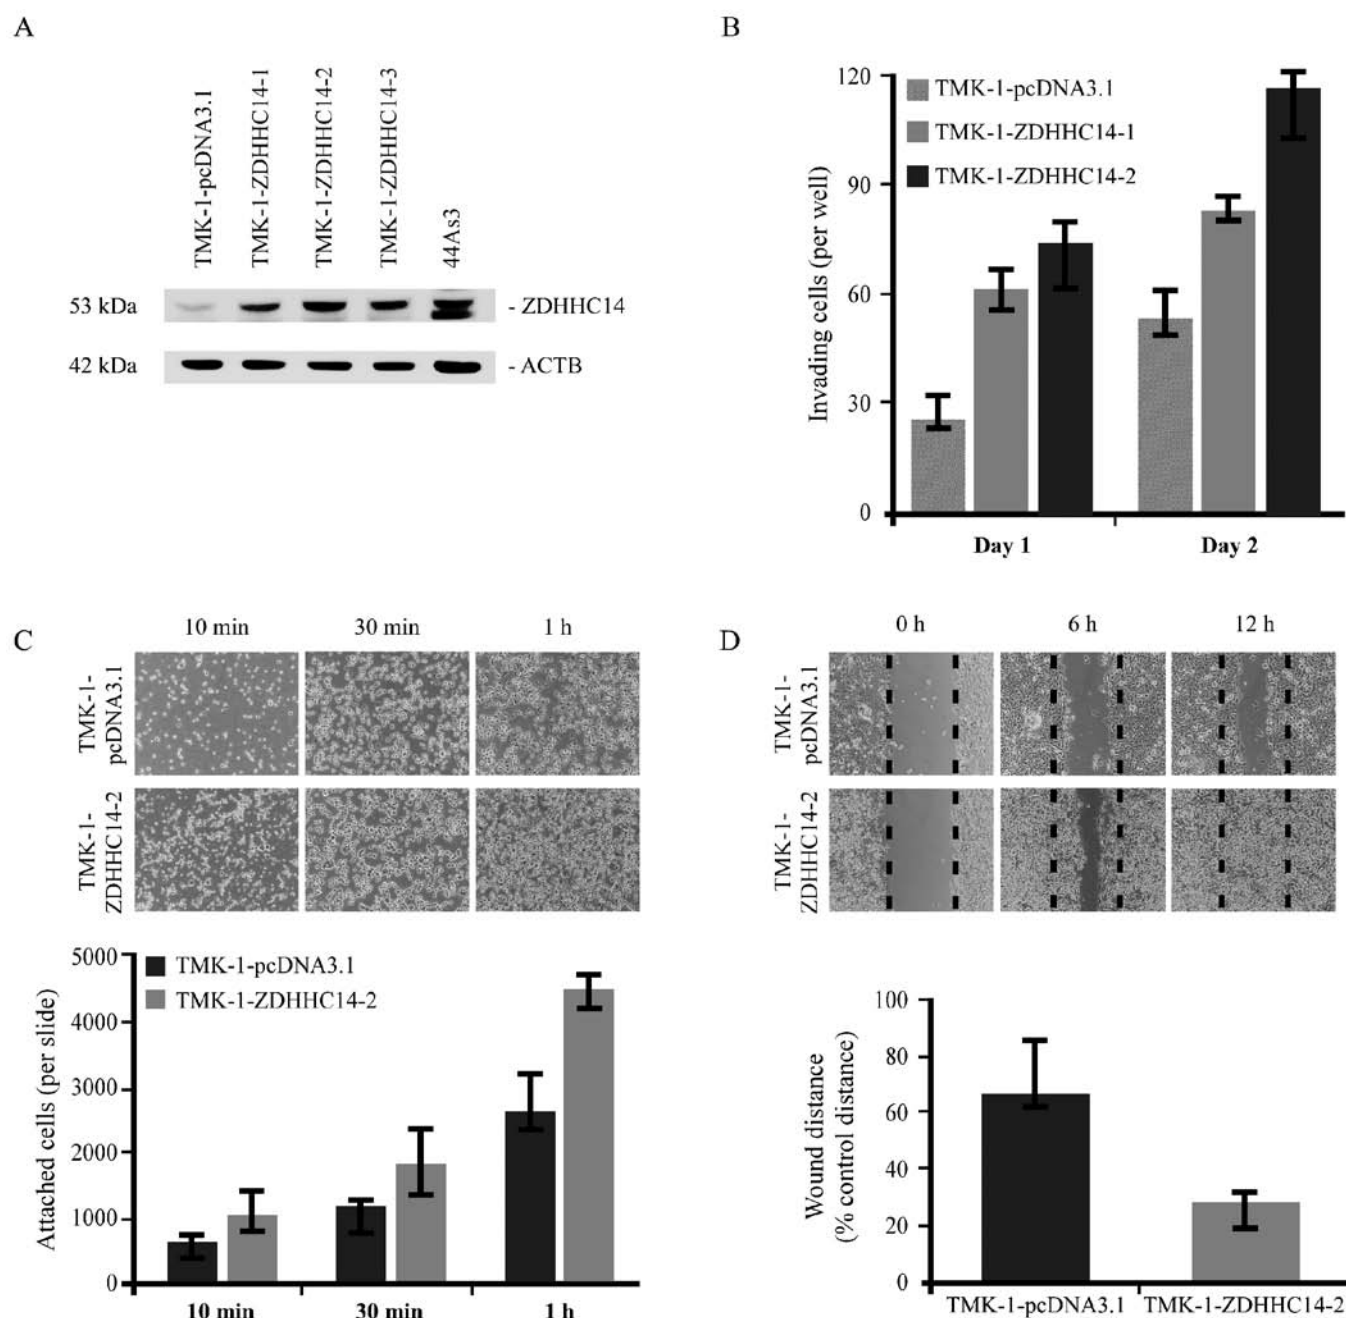 A
TMK-1-pcDNA3.1
TMK-1-ZDHHC14-1
TMK-1-ZDHHC14-2
TMK-1-ZDHHC14-3
44As3
53 kDa
- ZDHHC14
42 kDa
- ACTB
B
Invading cells (per well)
120
90
60
30
0
TMK-1-pcDNA3.1
TMK-1-ZDHHC14-1
TMK-1-ZDHHC14-2
Day 1
Day 2
C
10 min
30 min
1 h
TMK-1-
pcDNA3.1
TMK-1-
ZDHHC14-2
Attached cells (per slide)
5000
4000
3000
2000
1000
0
TMK-1-pcDNA3.1
TMK-1-ZDHHC14-2
10 min
30 min
1 h
D
0 h
6 h
12 h
TMK-1-
pcDNA3.1
TMK-1-
ZDHHC14-2
Wound distance
(% control distance)
100
80
60
40
20
0
TMK-1-pcDNA3.1
TMK-1-ZDHHC14-2